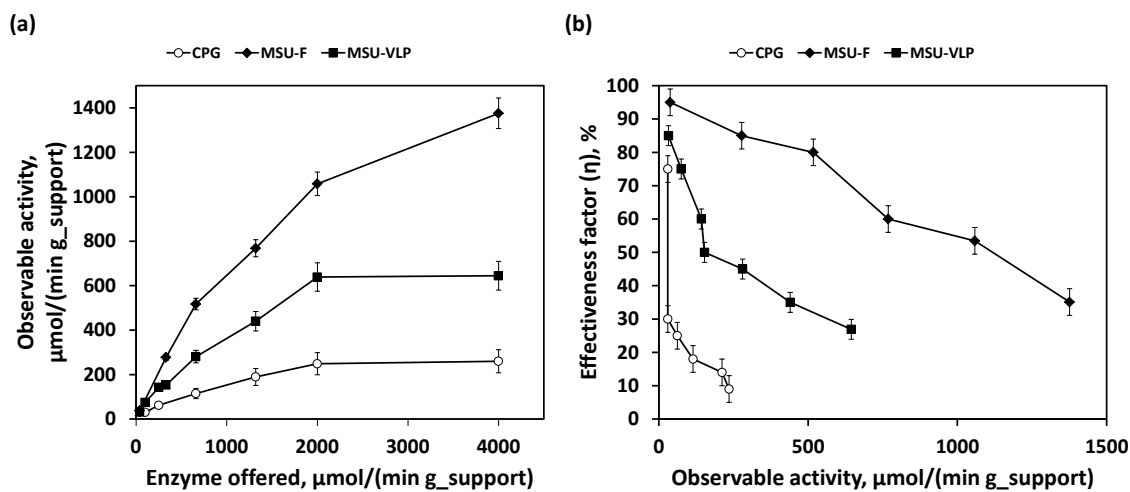 (a)
CPG MSU-F MSU-VLP
Observable activity,
µmol/(min g_support)
1400
1200
1000
800
600
400
200
0
0 1000 2000 3000 4000
Enzyme offered, µmol/(min g_support)
(b)
CPG MSU-F MSU-VLP
Effectiveness factor (η), %
100
90
80
70
60
50
40
30
20
10
0
0 500 1000 1500
Observable activity, µmol/(min g_support)